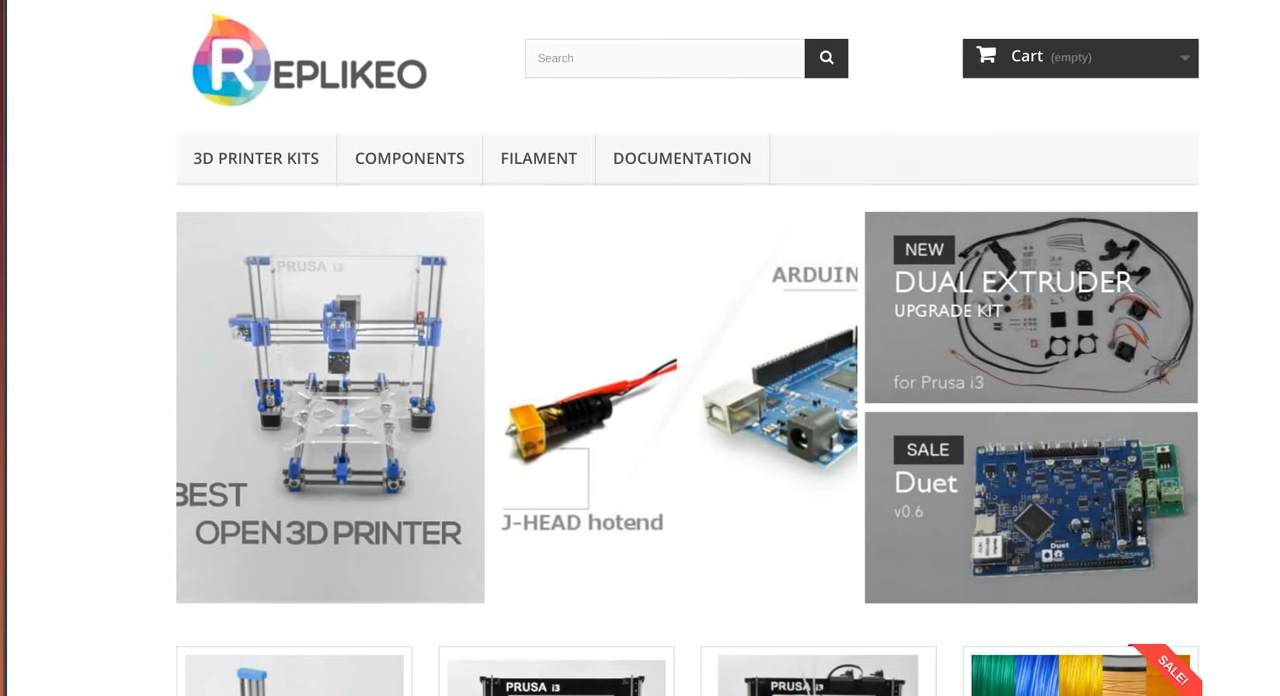 REPLIKEO
Search
Cart (empty)
3D PRINTER KITS
COMPONENTS
FILAMENT
DOCUMENTATION
PRUSA i3
BEST
OPEN 3D PRINTER
J-HEAD hotend
ARDUIN
NEW
DUAL EXTRUDER
UPGRADE KIT
for Prusa i3
SALE
Duet
v0.6
Duet
PRUSA i3
PRUSA i3
SALE!